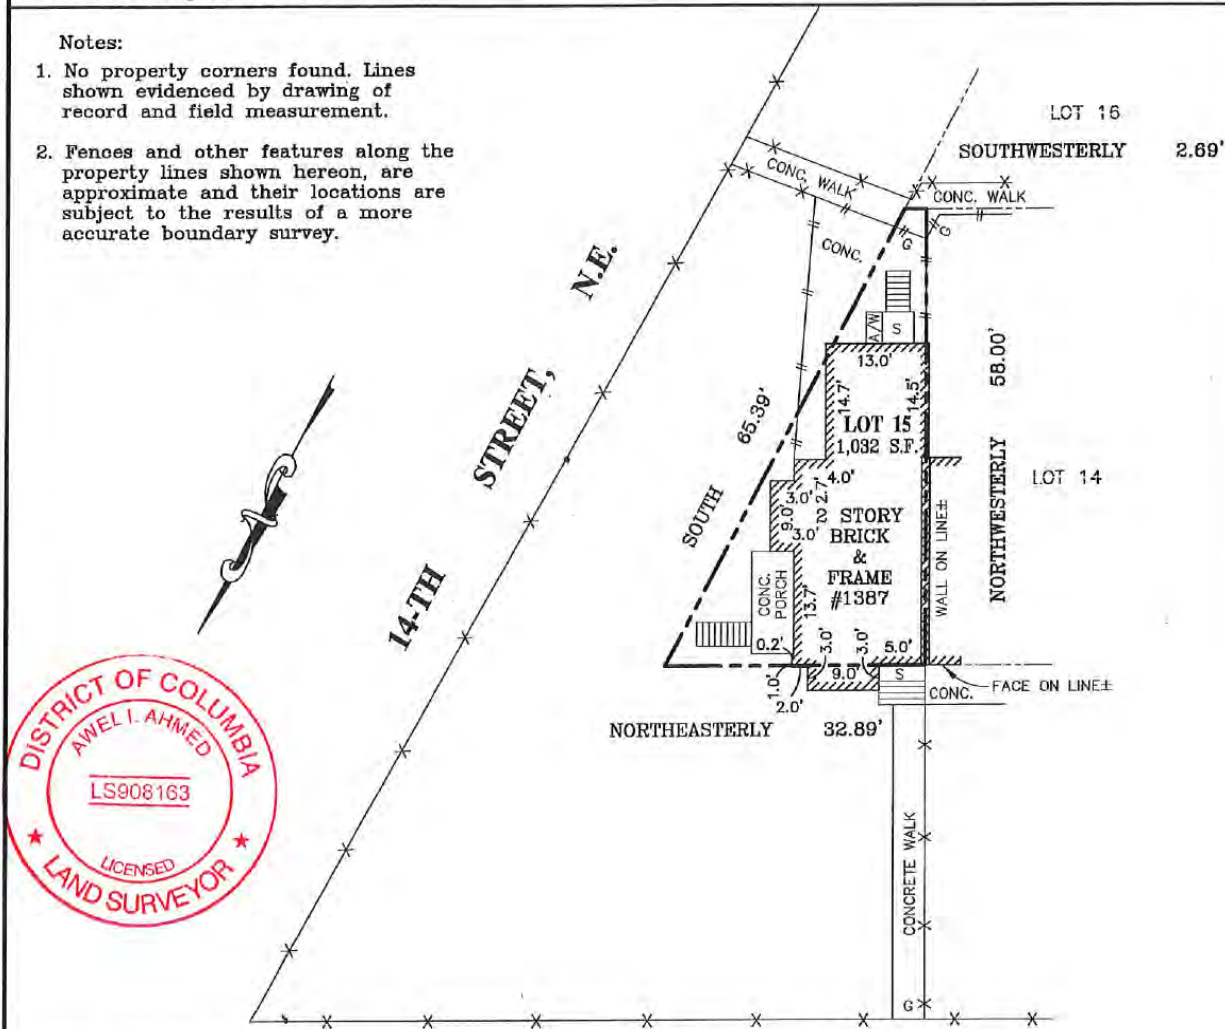 Notes:
1. No property corners found. Lines
shown evidenced by drawing of
record and field measurement.
2. Fences and other features along the
property lines shown hereon, are
approximate and their locations are
subject to the results of a more
accurate boundary survey.
LOT 16
SOUTHWESTERLY 2.69'
CONC. WALK
CONC. WALK
G
G
CONC.
N.E.
STREET,
14-TH
A/W
S
13.0'
14.7'
14.5'
58.00'
65.39'
SOUTH
LOT 15
1,032 S.F.
4.0'
3.0'
2.7'
9.0'
3.0'
2 STORY
BRICK
&
FRAME
#1387
LOT 14
NORTHWESTERLY
WALL ON LINE±
CONC.
PORCH
13.7'
0.2'
3.0'
3.0'
5.0'
1.0'
2.0'
9.0'
S
CONC.
FACE ON LINE±
NORTHEASTERLY 32.89'
CONCRETE WALK
G
DISTRICT OF COLUMBIA
AWEL I. AHMED
LS908163
LICENSED
LAND SURVEYOR